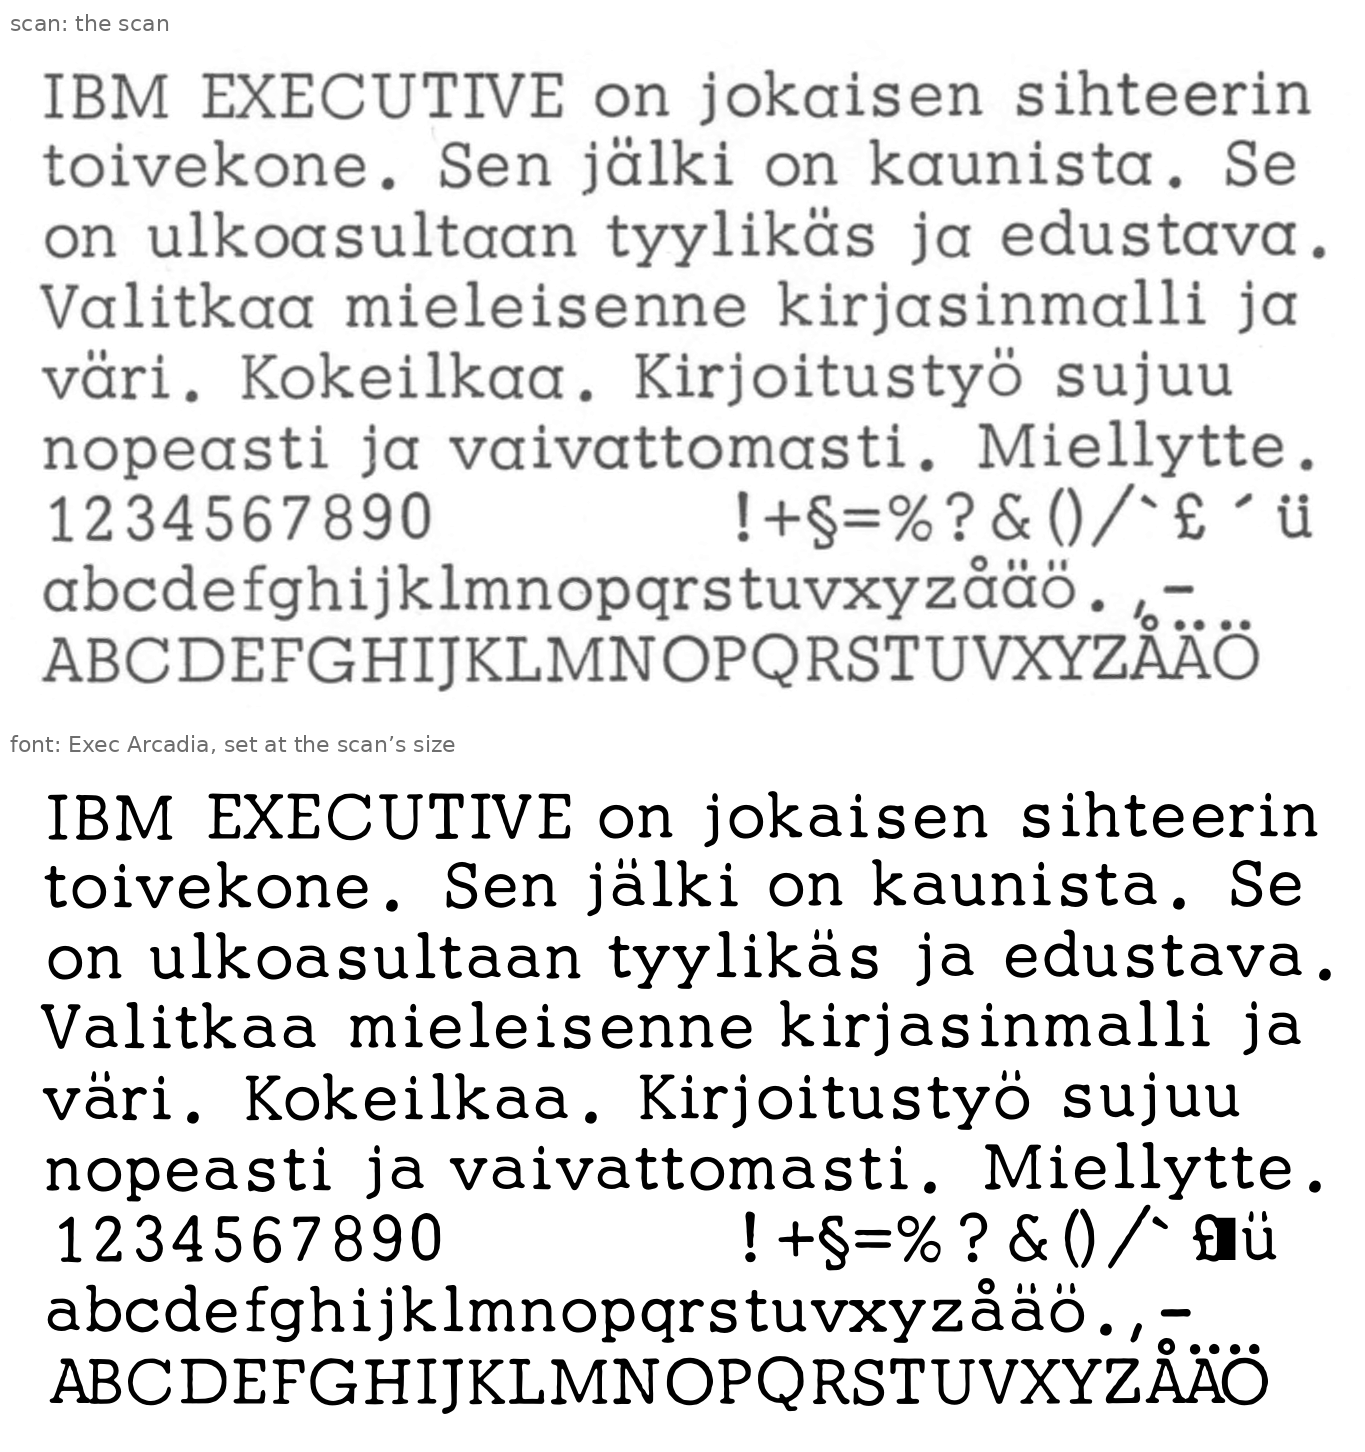 scan: the scan
IBM EXECUTIVE on jokaisen sihteerin
toivekone. Sen jälki on kaunista. Se
on ulkoasultaan tyylikäs ja edustava.
Valitkaa mieleisenne kirjasinmalli ja
väri. Kokeilkaa. Kirjoitustyö sujuu
nopeasti ja vaivattomasti. Miellytte.
1234567890 !+§=%?&()/`£ ´ ü
abcdefghijklmnopqrstuvxyzåäö.,-
ABCDEFGHIJKLMNOPQRSTUVXYZÅÄÖ
font: Exec Arcadia, set at the scan’s size
IBM EXECUTIVE on jokaisen sihteerin
toivekone. Sen jälki on kaunista. Se
on ulkoasultaan tyylikäs ja edustava.
Valitkaa mieleisenne kirjasinmalli ja
väri. Kokeilkaa. Kirjoitustyö sujuu
nopeasti ja vaivattomasti. Miellytte.
1234567890 ! +§=% ? & () /` £ü
abcdefghijklmnopqrstuvxyzåäö.,-
ABCDEFGHIJKLMNOPQRSTUVXYZÅÄÖ